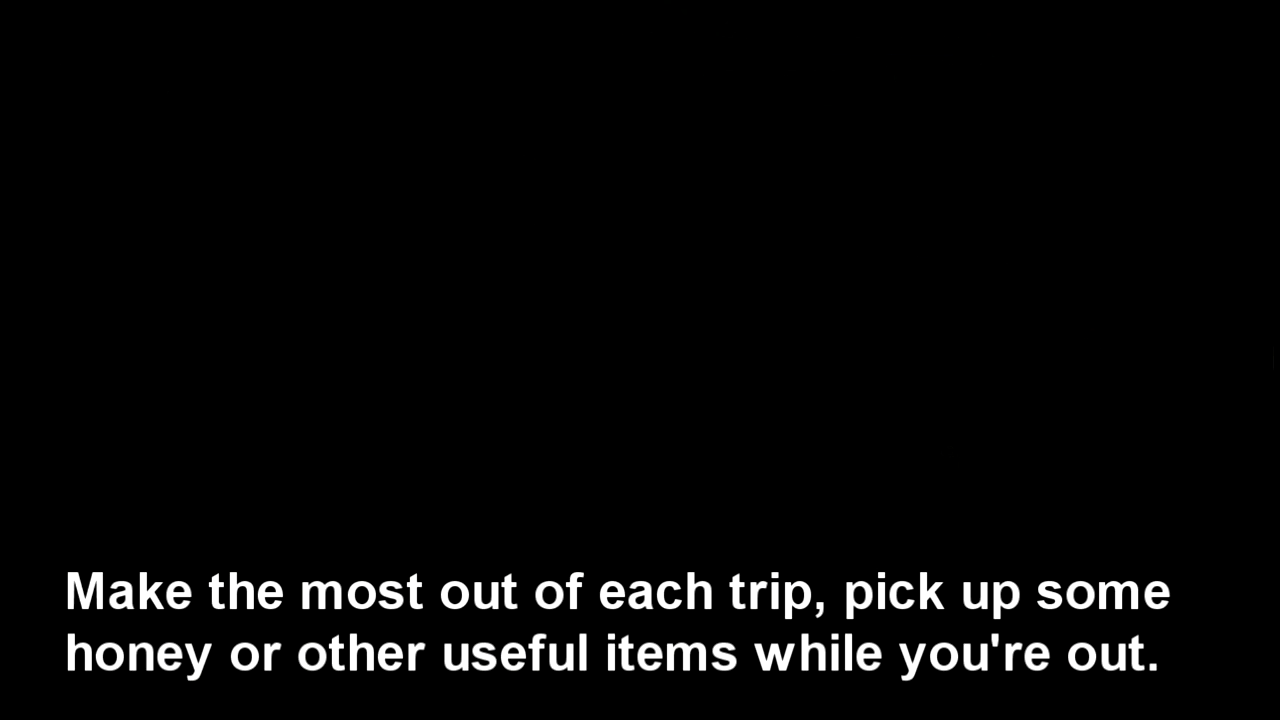 Make the most out of each trip, pick up some
honey or other useful items while you're out.